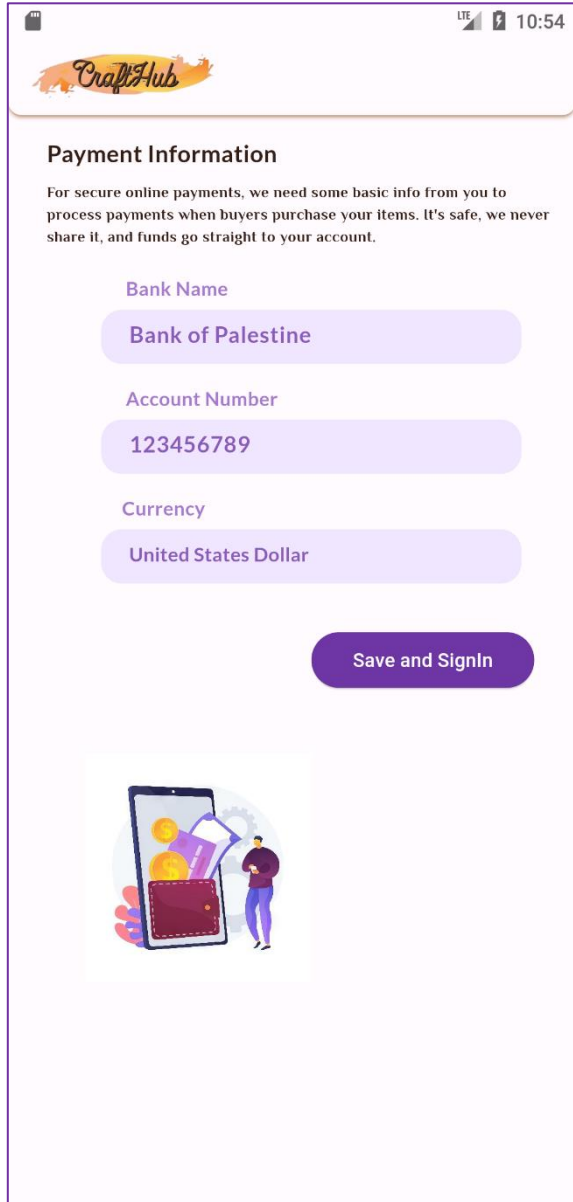 LTE 10:54
CraftHub
Payment Information
For secure online payments, we need some basic info from you to
process payments when buyers purchase your items. It's safe, we never
share it, and funds go straight to your account.
Bank Name
Bank of Palestine
Account Number
123456789
Currency
United States Dollar
Save and SignIn
$
$